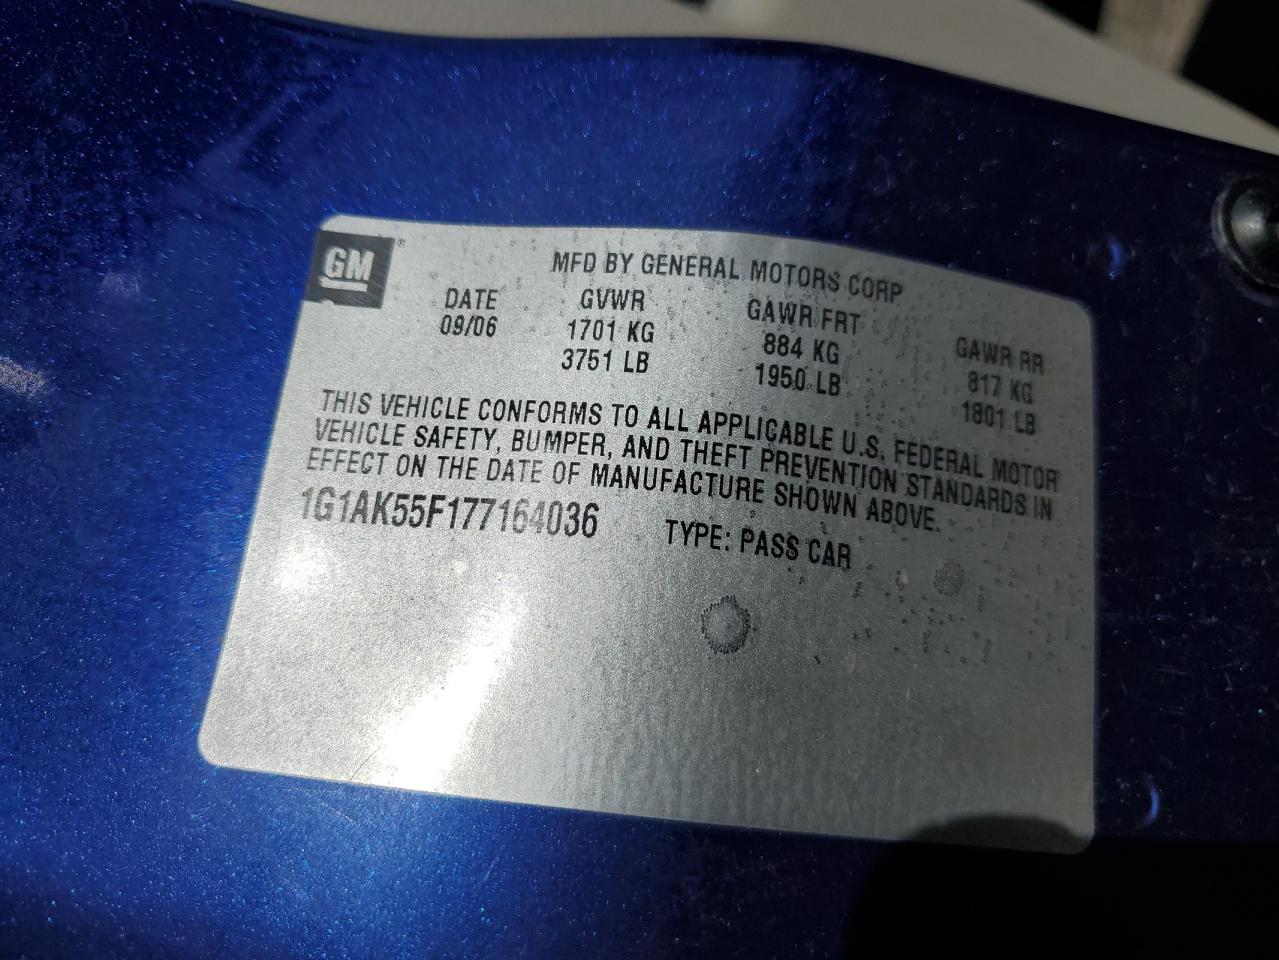 GM
MFD BY GENERAL MOTORS CORP
DATE GVWR GAWR FRT GAWR RR
09/06 1701 KG 884 KG 817 KG
3751 LB 1950 LB 1801 LB
THIS VEHICLE CONFORMS TO ALL APPLICABLE U.S. FEDERAL MOTOR
VEHICLE SAFETY, BUMPER, AND THEFT PREVENTION STANDARDS IN
EFFECT ON THE DATE OF MANUFACTURE SHOWN ABOVE.
1G1AK55F177164036 TYPE: PASS CAR